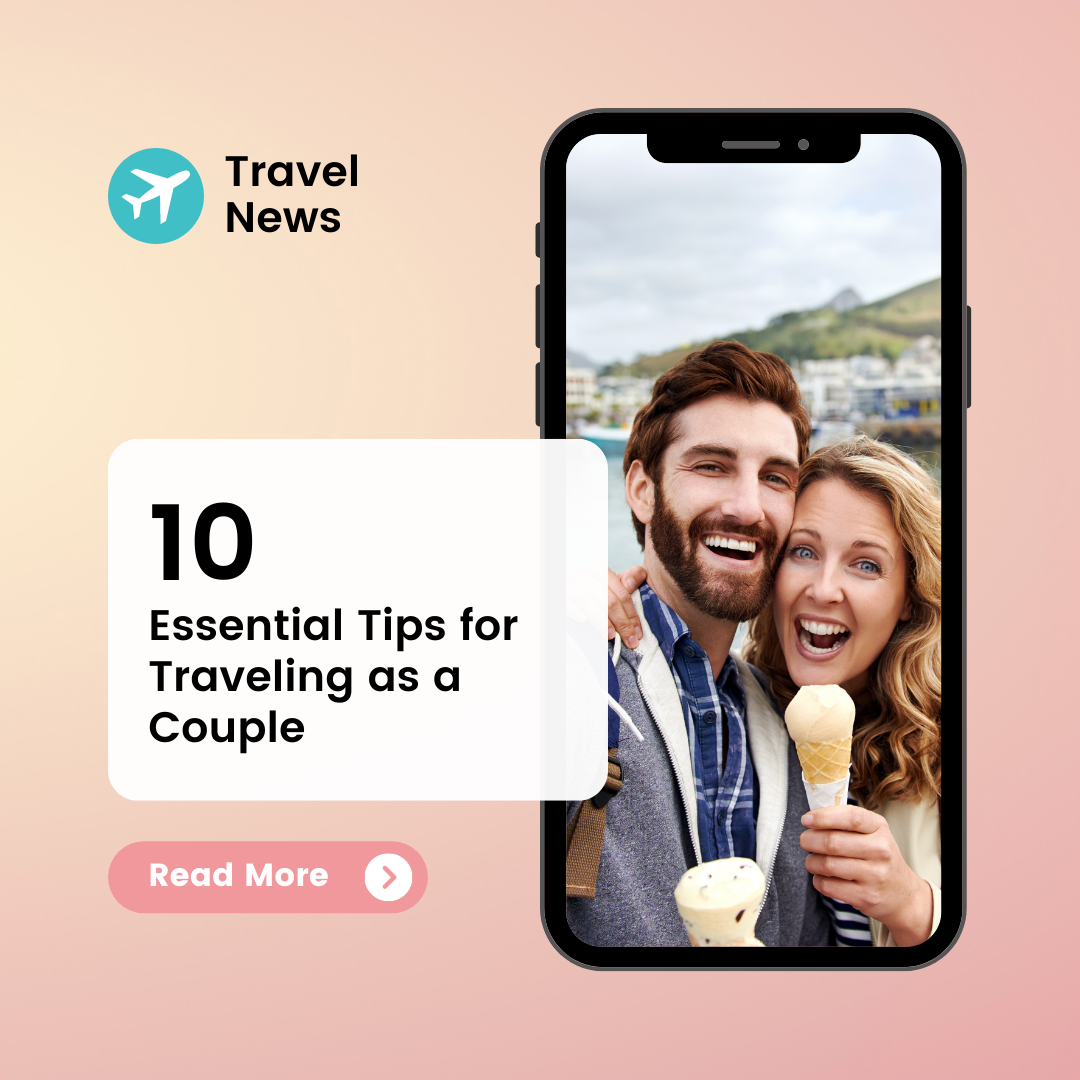 Travel
News
10
Essential Tips for
Traveling as a
Couple
Read More